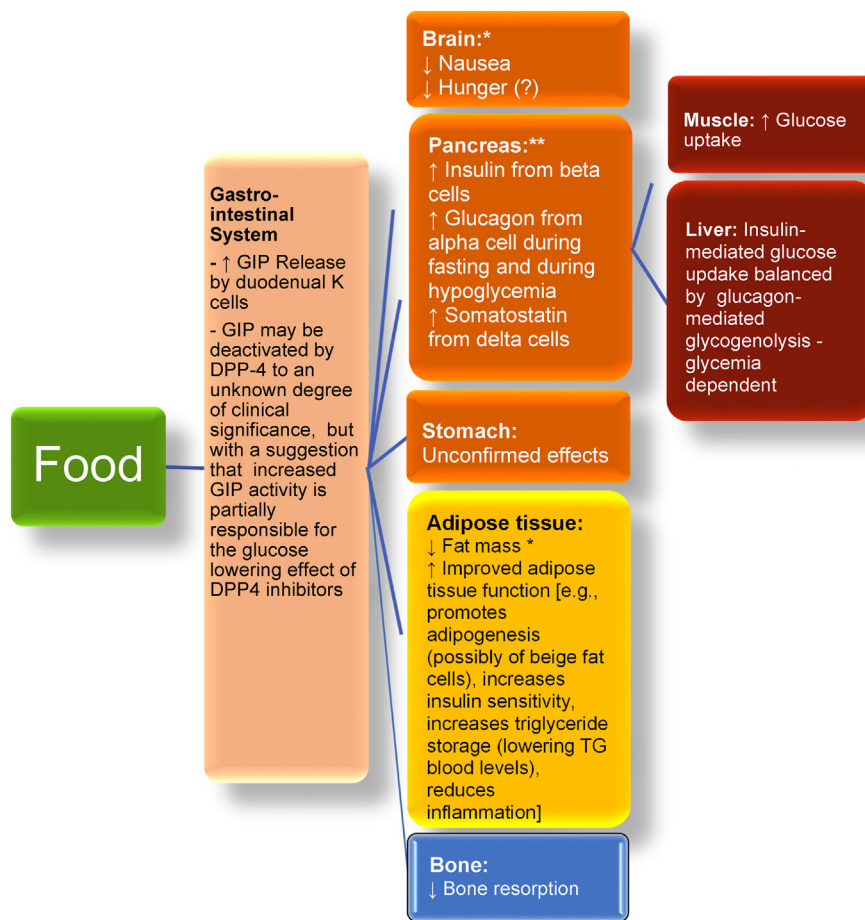 Food
Gastro-
intestinal
System
- ↑ GIP Release
by duodenual K
cells
- GIP may be
deactivated by
DPP-4 to an
unknown degree
of clinical
significance, but
with a suggestion
that increased
GIP activity is
partially
responsible for
the glucose
lowering effect of
DPP4 inhibitors
Brain:*
↓ Nausea
↓ Hunger (?)
Pancreas:**
↑ Insulin from beta
cells
↑ Glucagon from
alpha cell during
fasting and during
hypoglycemia
↑ Somatostatin
from delta cells
Muscle: ↑ Glucose
uptake
Liver: Insulin-
mediated glucose
updake balanced
by glucagon-
mediated
glycogenolysis -
glycemia
dependent
Stomach:
Unconfirmed effects
Adipose tissue:
↓ Fat mass *
↑ Improved adipose
tissue function [e.g.,
promotes
adipogenesis
(possibly of beige fat
cells), increases
insulin sensitivity,
increases triglyceride
storage (lowering TG
blood levels),
reduces
inflammation]
Bone:
↓ Bone resorption